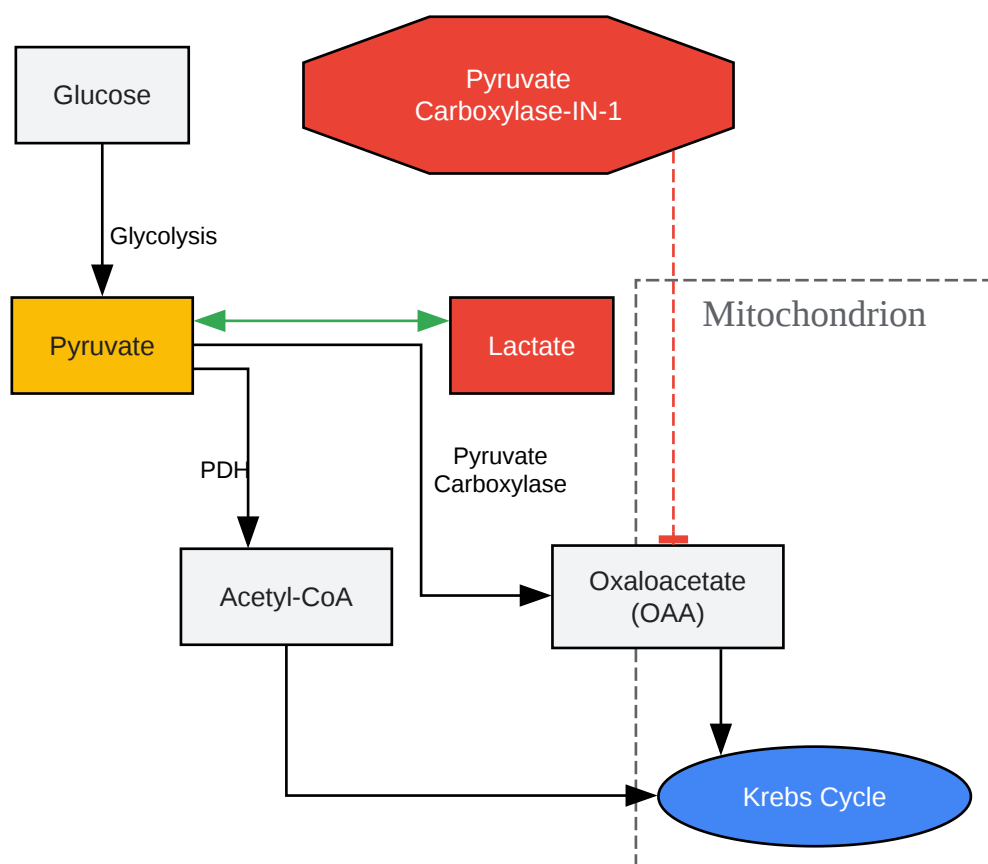 Glucose
Pyruvate
Carboxylase-IN-1
Glycolysis
Mitochondrion
Pyruvate
Lactate
PDH
Pyruvate
Carboxylase
Acetyl-CoA
Oxaloacetate
(OAA)
Krebs Cycle